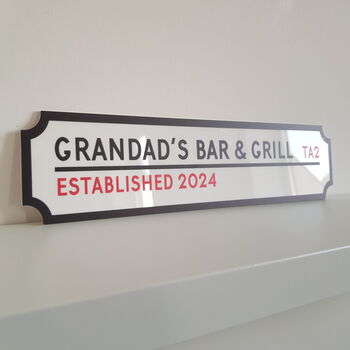 GRANDAD'S BAR & GRILL TA2
ESTABLISHED 2024